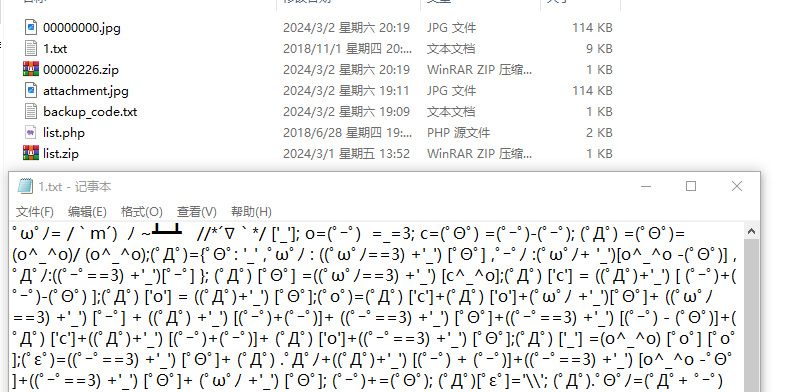 00000000.jpg 2024/3/2 星期六 20:19 JPG 文件 114 KB
1.txt 2018/11/1 星期四 20:... 文本文档 9 KB
00000226.zip 2024/3/2 星期六 20:19 WinRAR ZIP 压缩... 1 KB
attachment.jpg 2024/3/2 星期六 19:11 JPG 文件 114 KB
backup_code.txt 2024/3/2 星期六 19:09 文本文档 1 KB
list.php 2018/6/28 星期四 19:... PHP 源文件 2 KB
list.zip 2024/3/1 星期五 13:52 WinRAR ZIP 压缩... 1 KB
1.txt - 记事本
文件(F) 编辑(E) 格式(O) 查看(V) 帮助(H)
ﾟωﾟﾉ= /｀ｍ´）ﾉ ~┻━┻ //*´∇｀*/ ['_']; o=(ﾟｰﾟ) =_=3; c=(ﾟΘﾟ) =(ﾟｰﾟ)-(ﾟｰﾟ); (ﾟДﾟ) =(ﾟΘﾟ)=
(o^_^o)/ (o^_^o);(ﾟДﾟ)={ﾟΘﾟ: '_' ,ﾟωﾟﾉ : ((ﾟωﾟﾉ==3) +'_') [ﾟΘﾟ] ,ﾟｰﾟﾉ :(ﾟωﾟﾉ+ '_')[o^_^o -(ﾟΘﾟ)] ,
ﾟДﾟﾉ:((ﾟｰﾟ==3) +'_')[ﾟｰﾟ] }; (ﾟДﾟ) [ﾟΘﾟ] =((ﾟωﾟﾉ==3) +'_') [c^_^o];(ﾟДﾟ) ['c'] = ((ﾟДﾟ)+'_') [ (ﾟｰﾟ)+(
ﾟｰﾟ)-(ﾟΘﾟ) ];(ﾟДﾟ) ['o'] = ((ﾟДﾟ)+'_') [ﾟΘﾟ];(ﾟoﾟ)=(ﾟДﾟ) ['c']+(ﾟДﾟ) ['o']+(ﾟωﾟﾉ +'_')[ﾟΘﾟ]+ ((ﾟωﾟﾉ
==3) +'_') [ﾟｰﾟ] + ((ﾟДﾟ) +'_') [(ﾟｰﾟ)+(ﾟｰﾟ)]+ ((ﾟｰﾟ==3) +'_') [ﾟΘﾟ]+((ﾟｰﾟ==3) +'_') [(ﾟｰﾟ) - (ﾟΘﾟ)]+(
ﾟДﾟ) ['c']+((ﾟДﾟ)+'_') [(ﾟｰﾟ)+(ﾟｰﾟ)]+ (ﾟДﾟ) ['o']+((ﾟｰﾟ==3) +'_') [ﾟΘﾟ];(ﾟДﾟ) ['_'] =(o^_^o) [ﾟoﾟ] [ﾟo
ﾟ];(ﾟεﾟ)=((ﾟｰﾟ==3) +'_') [ﾟΘﾟ]+ (ﾟДﾟ) .ﾟДﾟﾉ+((ﾟДﾟ)+'_') [(ﾟｰﾟ) + (ﾟｰﾟ)]+((ﾟｰﾟ==3) +'_') [o^_^o -ﾟΘ
ﾟ]+((ﾟｰﾟ==3) +'_') [ﾟΘﾟ]+ (ﾟωﾟﾉ +'_') [ﾟΘﾟ]; (ﾟｰﾟ)+=(ﾟΘﾟ); (ﾟДﾟ)[ﾟεﾟ]='\\'; (ﾟДﾟ).ﾟΘﾟﾉ=(ﾟДﾟ+ ﾟｰﾟ)